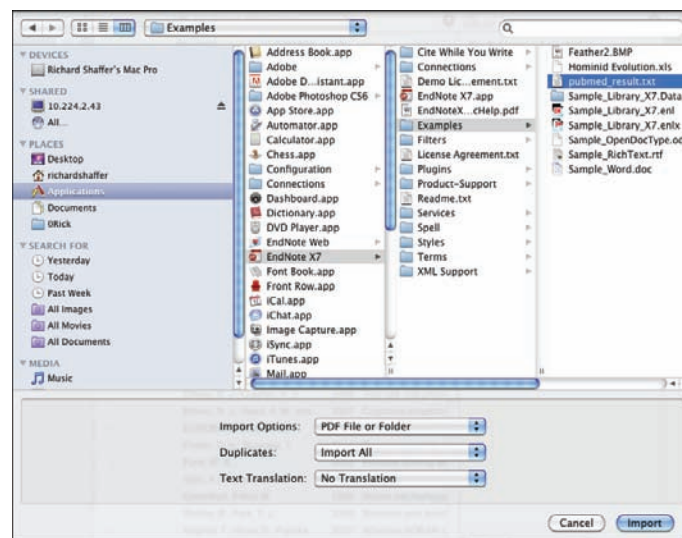 Examples
DEVICES
Richard Shaffer's Mac Pro
SHARED
10.224.2.43
All...
PLACES
Desktop
richardshaffer
Applications
Documents
0Rick
SEARCH FOR
Yesterday
Today
Past Week
All Images
All Movies
All Documents
MEDIA
Music
Address Book.app
Adobe
Adobe D...istant.app
Adobe Photoshop CS6
App Store.app
Automator.app
Calculator.app
Chess.app
Configuration
Connections
Dashboard.app
Dictionary.app
DVD Player.app
EndNote Web
EndNote X7
Font Book.app
Front Row.app
iCal.app
iChat.app
Image Capture.app
iSync.app
iTunes.app
Mail.app
Cite While You Write
Connections
Demo Lic...ement.txt
EndNote X7.app
EndNoteX...cHelp.pdf
Examples
Filters
License Agreement.txt
Plugins
Product-Support
Readme.txt
Services
Spell
Styles
Terms
XML Support
Feather2.BMP
Hominid Evolution.xls
pubmed_result.txt
Sample_Library_X7.Data
Sample_Library_X7.enl
Sample_Library_X7.enlx
Sample_OpenDocType.od
Sample_RichText.rtf
Sample_Word.doc
Import Options: PDF File or Folder
Duplicates: Import All
Text Translation: No Translation
Cancel Import